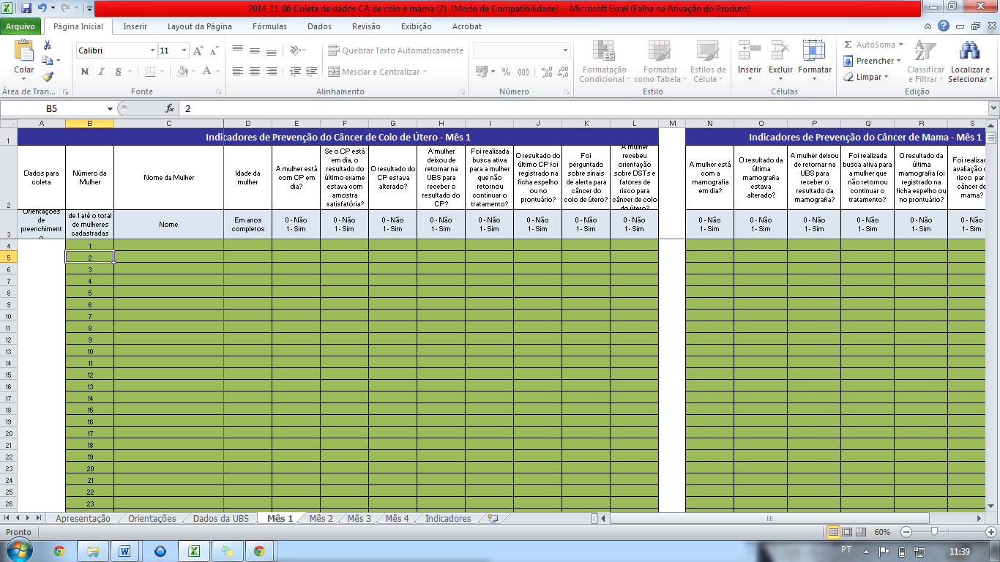 2014_11_06 Coleta de dados CA de colo e mama (2) [Modo de Compatibilidade] - Microsoft Excel (Falha na Ativação do Produto)
Arquivo Página Inicial Inserir Layout da Página Fórmulas Dados Revisão Exibição Acrobat
Colar
Área de Tran...
Calibri 11
N I S
Fonte
Quebrar Texto Automaticamente
Mesclar e Centralizar
Alinhamento
% 000
Número
Formatação Condicional
Formatar como Tabela
Estilos de Célula
Estilo
Inserir Excluir Formatar
Células
AutoSoma
Preencher
Limpar
Classificar e Filtrar
Localizar e Selecionar
Edição
B5 fx 2
A B C D E F G H I J K L M N O P Q R S
1 Indicadores de Prevenção do Câncer de Colo de Útero - Mês 1 Indicadores de Prevenção do Câncer de Mama - Mês 1
2
Dados para coleta
Número da Mulher
Nome da Mulher
Idade da mulher
A mulher está com CP em dia?
Se o CP está em dia, o resultado do último exame estava com amostra satisfatória?
O resultado do CP estava alterado?
A mulher deixou de retornar na UBS para receber o resultado do CP?
Foi realizada busca ativa para a mulher que não retornou continuar o tratamento?
O resultado do último CP foi registrado na ficha espelho ou no prontuário?
Foi perguntado sobre sinais de alerta para câncer do colo de útero?
A mulher recebeu orientação sobre DSTs e fatores de risco para câncer de colo do útero?
A mulher está com a mamografia em dia?
O resultado da última mamografia estava alterado?
A mulher deixou de retornar na UBS para receber o resultado da mamografia?
Foi realizada busca ativa para a mulher que não retornou continuar o tratamento?
O resultado da última mamografia foi registrado na ficha espelho ou no prontuário?
Foi realizada avaliação de risco para câncer de mama?
3
Orientações de preenchimento
de 1 até o total de mulheres cadastradas
Nome
Em anos completos
0 - Não 1 - Sim
0 - Não 1 - Sim
0 - Não 1 - Sim
0 - Não 1 - Sim
0 - Não 1 - Sim
0 - Não 1 - Sim
0 - Não 1 - Sim
0 - Não 1 - Sim
0 - Não 1 - Sim
0 - Não 1 - Sim
0 - Não 1 - Sim
0 - Não 1 - Sim
0 - Não 1 - Sim
0 - Não 1 - Sim
4 1
5 2
6 3
7 4
8 5
9 6
10 7
11 8
12 9
13 10
14 11
15 12
16 13
17 14
18 15
19 16
20 17
21 18
22 19
23 20
24 21
25 22
26 23
Apresentação Orientações Dados da UBS Mês 1 Mês 2 Mês 3 Mês 4 Indicadores
Pronto 60%
PT 11:39